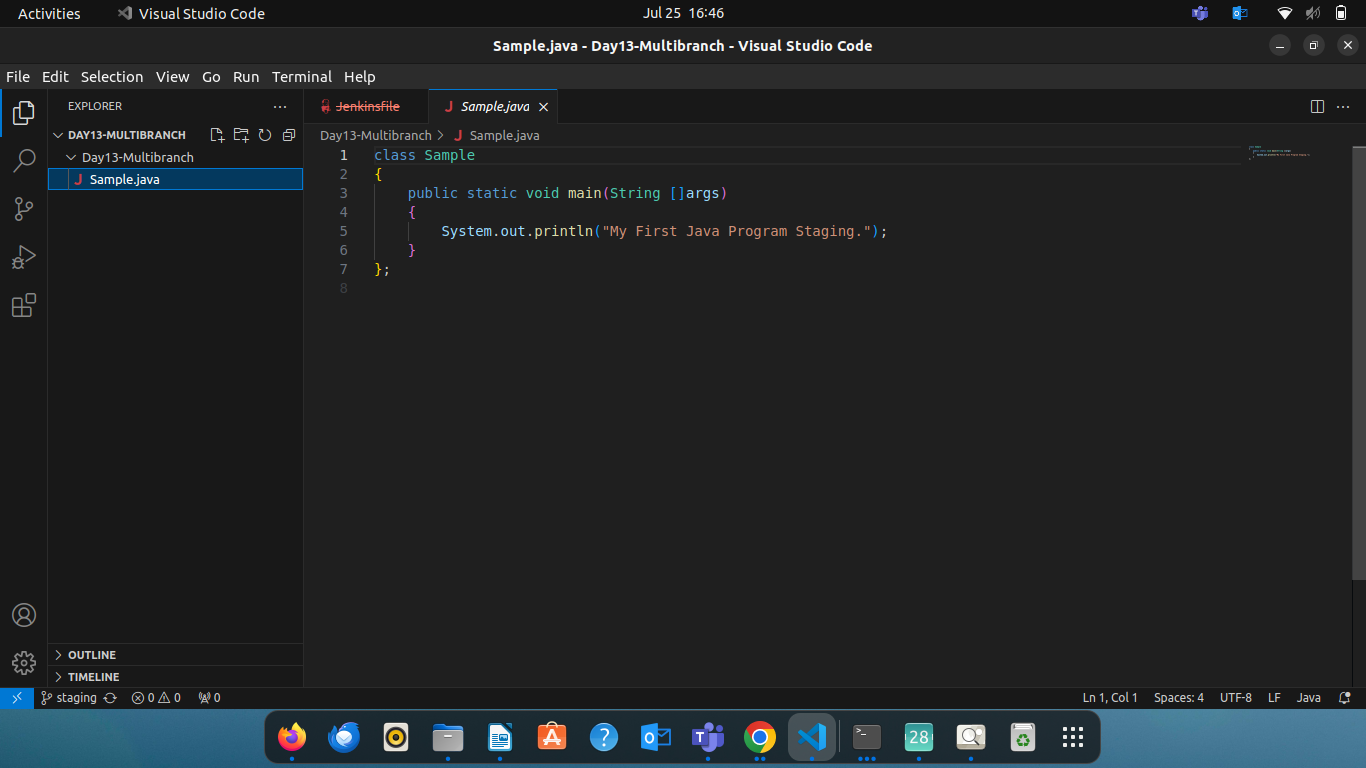 Activities Visual Studio Code Jul 25 16:46
Sample.java - Day13-Multibranch - Visual Studio Code
File Edit Selection View Go Run Terminal Help
EXPLORER
DAY13-MULTIBRANCH
Day13-Multibranch
J Sample.java
Jenkinsfile J Sample.java
Day13-Multibranch > J Sample.java
1 class Sample
2 {
3     public static void main(String []args)
4     {
5         System.out.println("My First Java Program Staging.");
6     }
7 };
8
OUTLINE
TIMELINE
staging 0 0 0 Ln 1, Col 1 Spaces: 4 UTF-8 LF Java
28